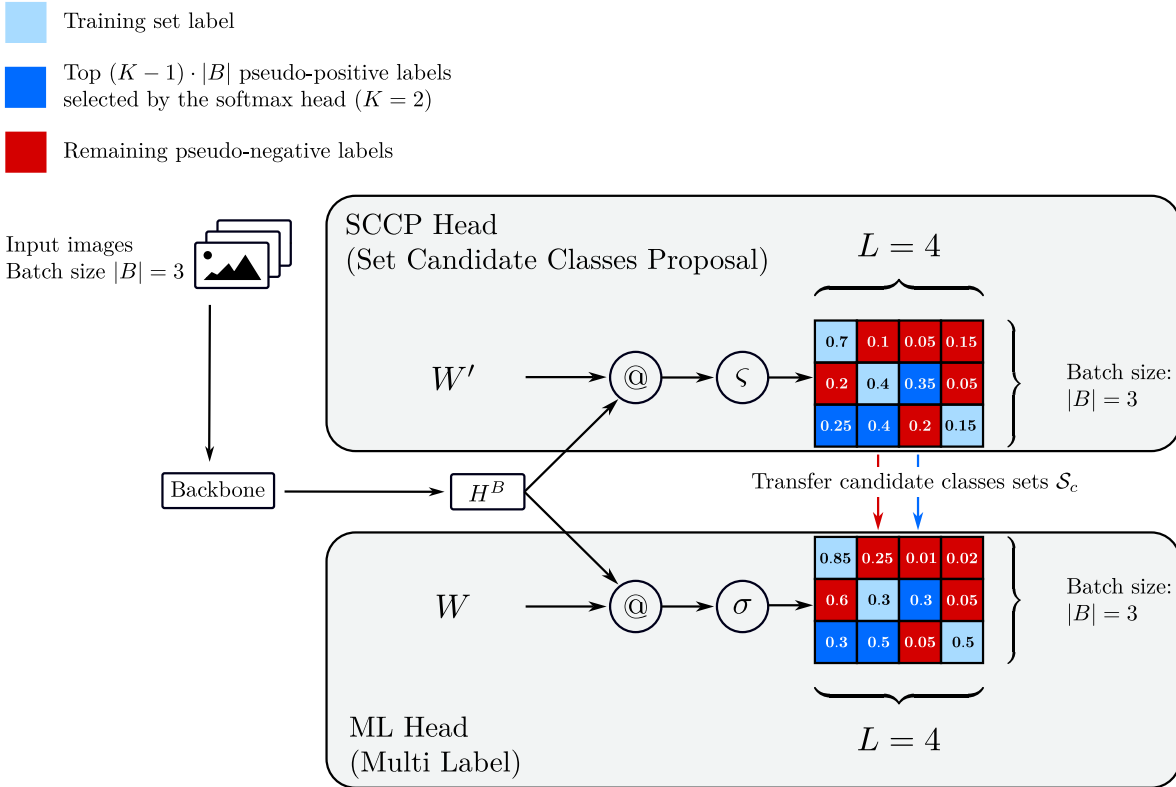 Training set label
Top (K − 1) · |B| pseudo-positive labels
selected by the softmax head (K = 2)
Remaining pseudo-negative labels
Input images
Batch size |B| = 3
SCCP Head
(Set Candidate Classes Proposal)
L = 4
0.7 0.1 0.05 0.15
W′ @ ς 0.2 0.4 0.35 0.05
0.25 0.4 0.2 0.15
Batch size:
|B| = 3
Backbone
H^B
Transfer candidate classes sets 𝒮_c
0.85 0.25 0.01 0.02
W @ σ 0.6 0.3 0.3 0.05
0.3 0.5 0.05 0.5
Batch size:
|B| = 3
ML Head
(Multi Label)
L = 4